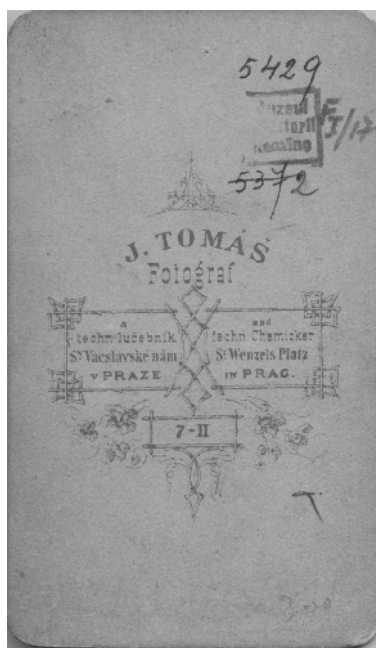 5429
5372
J. TOMÁŠ
Fotograf
a
techn. lučebník
Sv Václavské nám
v PRAZE
and
techn. Chemicker
St Wenzels Platz
IN PRAG.
7-II